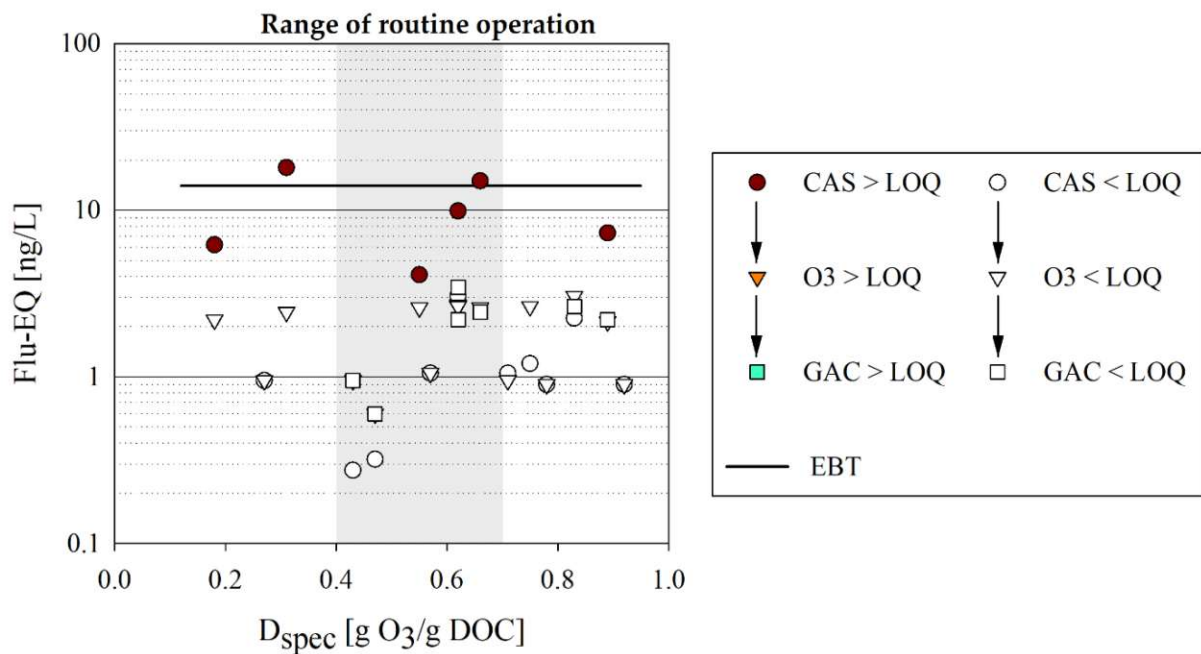 Range of routine operation
100
10
1
0.1
Flu-EQ [ng/L]
0.0 0.2 0.4 0.6 0.8 1.0
Dspec [g O3/g DOC]
CAS > LOQ CAS < LOQ
O3 > LOQ O3 < LOQ
GAC > LOQ GAC < LOQ
EBT